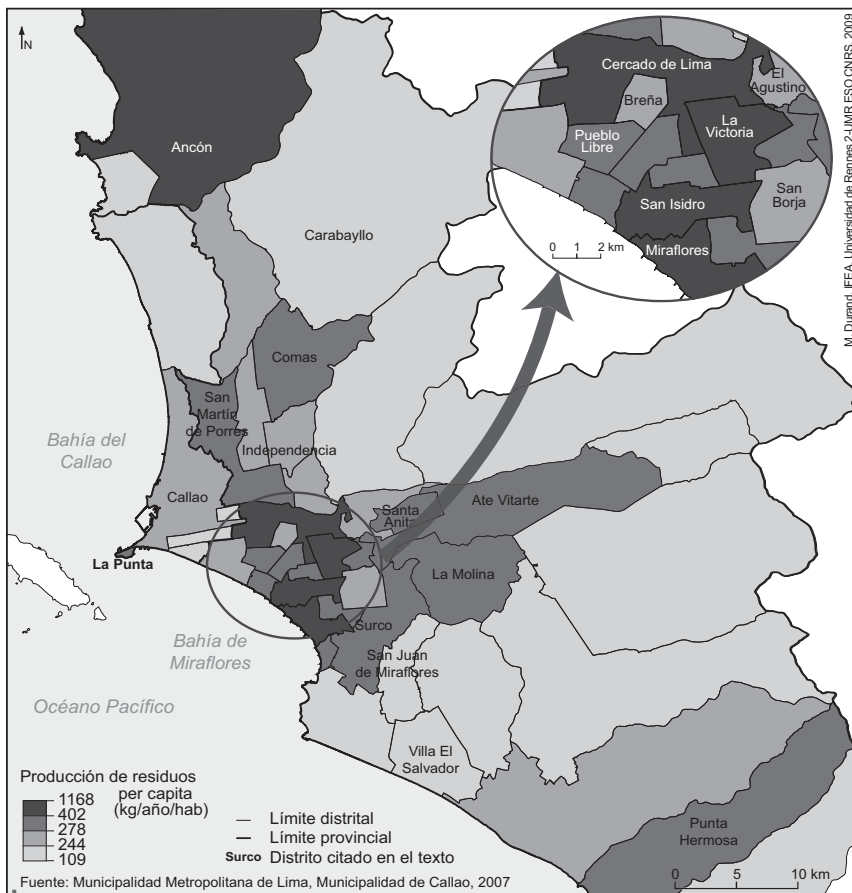 N
Ancón
Carabayllo
Comas
San
Martín
de Porres
Independencia
Bahía del
Callao
Callao
Santa
Anita
Ate Vitarte
La Punta
La Molina
Surco
Bahía de
Miraflores
San Juan
de Miraflores
Océano Pacífico
Villa El
Salvador
Punta
Hermosa
Cercado de Lima
El
Agustino
Breña
La
Victoria
Pueblo
Libre
San Isidro
San
Borja
Miraflores
0 1 2 km
M. Durand, IFEA, Universidad de Rennes 2-UMR ESO CNRS, 2009
Producción de residuos
per capita
(kg/año/hab)
1168
402
278
244
109
Límite distrital
Límite provincial
Surco Distrito citado en el texto
0 5 10 km
Fuente: Municipalidad Metropolitana de Lima, Municipalidad de Callao, 2007